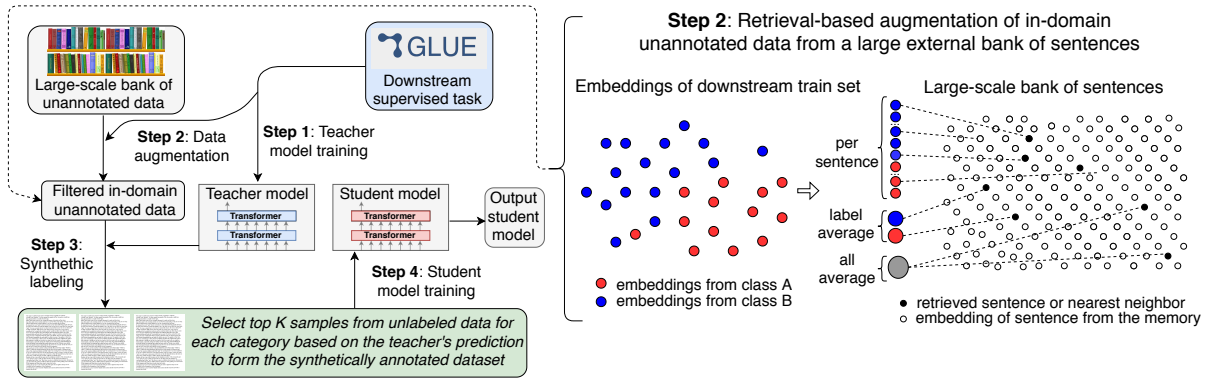 Large-scale bank of
unannotated data
GLUE
Downstream
supervised task
Step 2: Data
augmentation
Step 1: Teacher
model training
Filtered in-domain
unannotated data
Teacher model
Transformer
Transformer
Student model
Transformer
Transformer
Output
student
model
Step 3:
Synthethic
labeling
Step 4: Student
model training
Select top K samples from unlabeled data for
each category based on the teacher's prediction
to form the synthetically annotated dataset
Step 2: Retrieval-based augmentation of in-domain
unannotated data from a large external bank of sentences
Embeddings of downstream train set
embeddings from class A
embeddings from class B
Large-scale bank of sentences
per
sentence
label
average
all
average
retrieved sentence or nearest neighbor
embedding of sentence from the memory